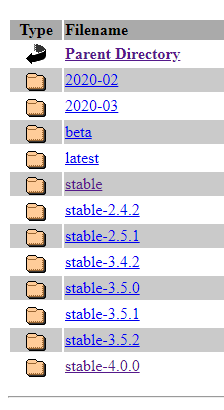 Type Filename
Parent Directory
2020-02
2020-03
beta
latest
stable
stable-2.4.2
stable-2.5.1
stable-3.4.2
stable-3.5.0
stable-3.5.1
stable-3.5.2
stable-4.0.0